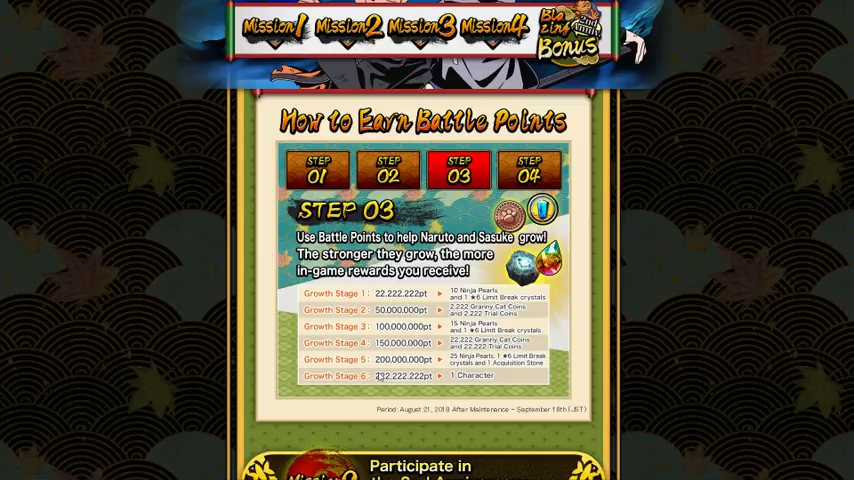 Mission1 Mission2 Mission3 Mission4 Blazing 2nd Anni Bonus
How to Earn Battle Points
STEP 01 STEP 02 STEP 03 STEP 04
STEP 03
Use Battle Points to help Naruto and Sasuke grow!
The stronger they grow, the more
in-game rewards you receive!
Growth Stage 1: 22,222,222pt ▶ 10 Ninja Pearls
and 1 ★6 Limit Break crystals
Growth Stage 2: 50,000,000pt ▶ 2,222 Granny Cat Coins
and 2,222 Trial Coins
Growth Stage 3: 100,000,000pt ▶ 15 Ninja Pearls
and 1 ★6 Limit Break crystals
Growth Stage 4: 150,000,000pt ▶ 22,222 Granny Cat Coins
and 22,222 Trial Coins
Growth Stage 5: 200,000,000pt ▶ 25 Ninja Pearls, 1 ★6 Limit Break
crystals and 1 Acquisition Stone
Growth Stage 6: 222,222,222pt ▶ 1 Character
Period: August 21, 2018 After Maintenance - September 18th (JST)
Participate in